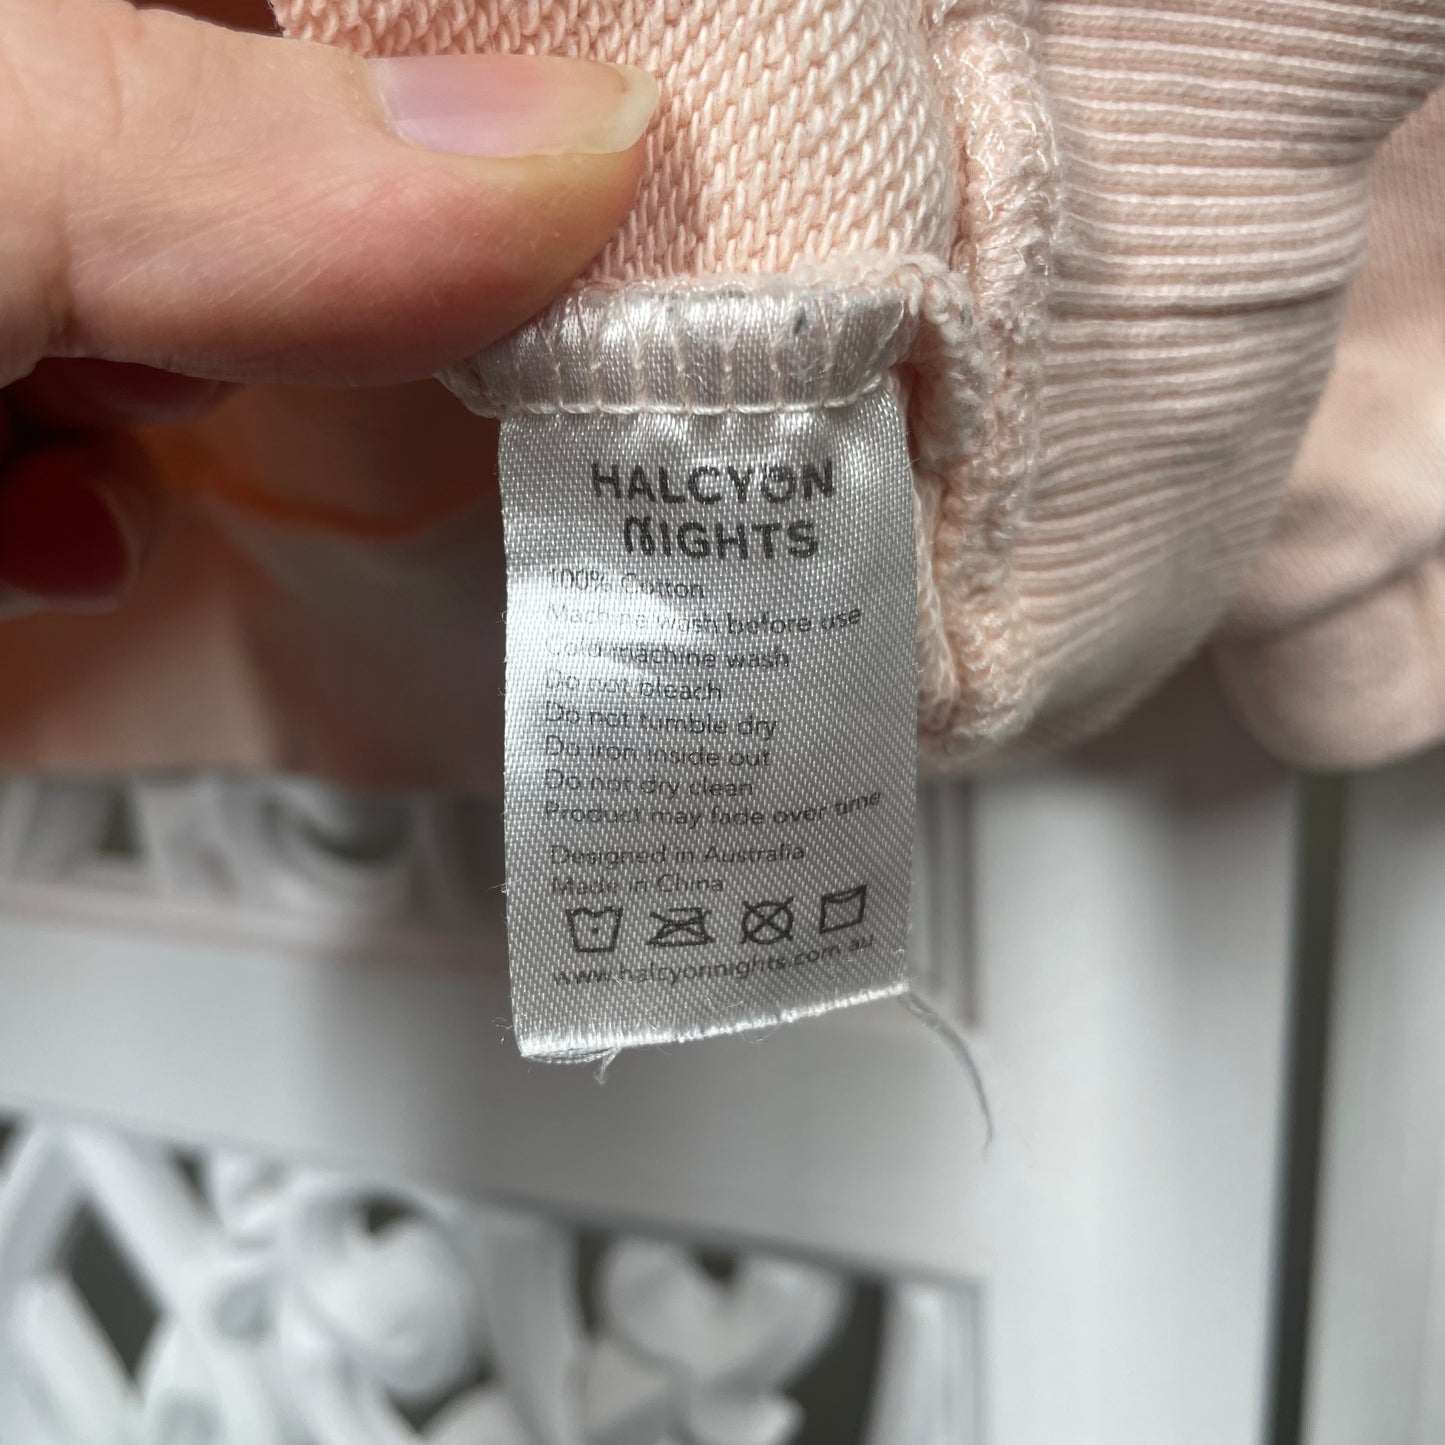 HALCYON
NIGHTS
100% Cotton
Machine wash before use
Cold machine wash
Do not bleach
Do not tumble dry
Do iron inside out
Do not dry clean
Product may fade over time
Designed in Australia
Made in China
www.halcyonnights.com.au